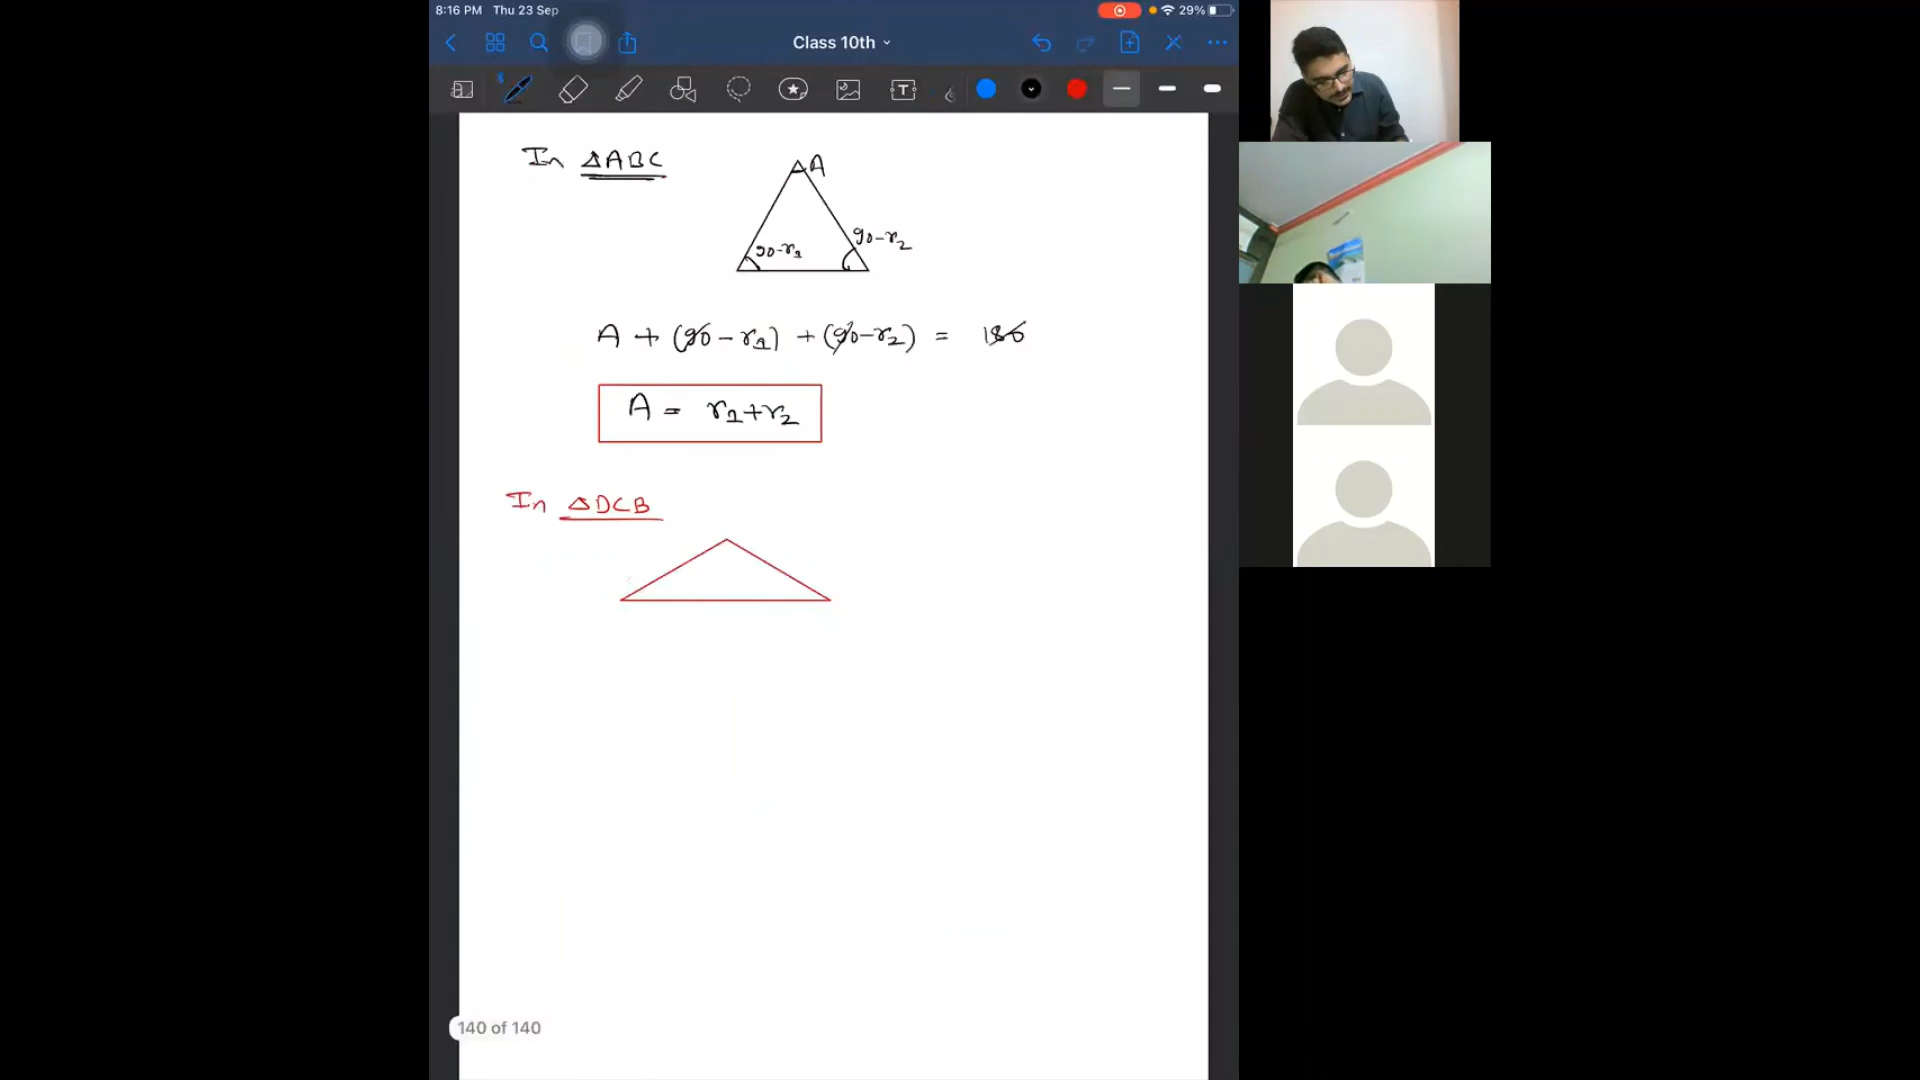 8:16 PM Thu 23 Sep
29%
Class 10th
T
In ΔABC
A
90-r₁
90-r₂
A + (90 - r₁) + (90-r₂) = 180
A = r₁+r₂
In ΔDCB
140 of 140